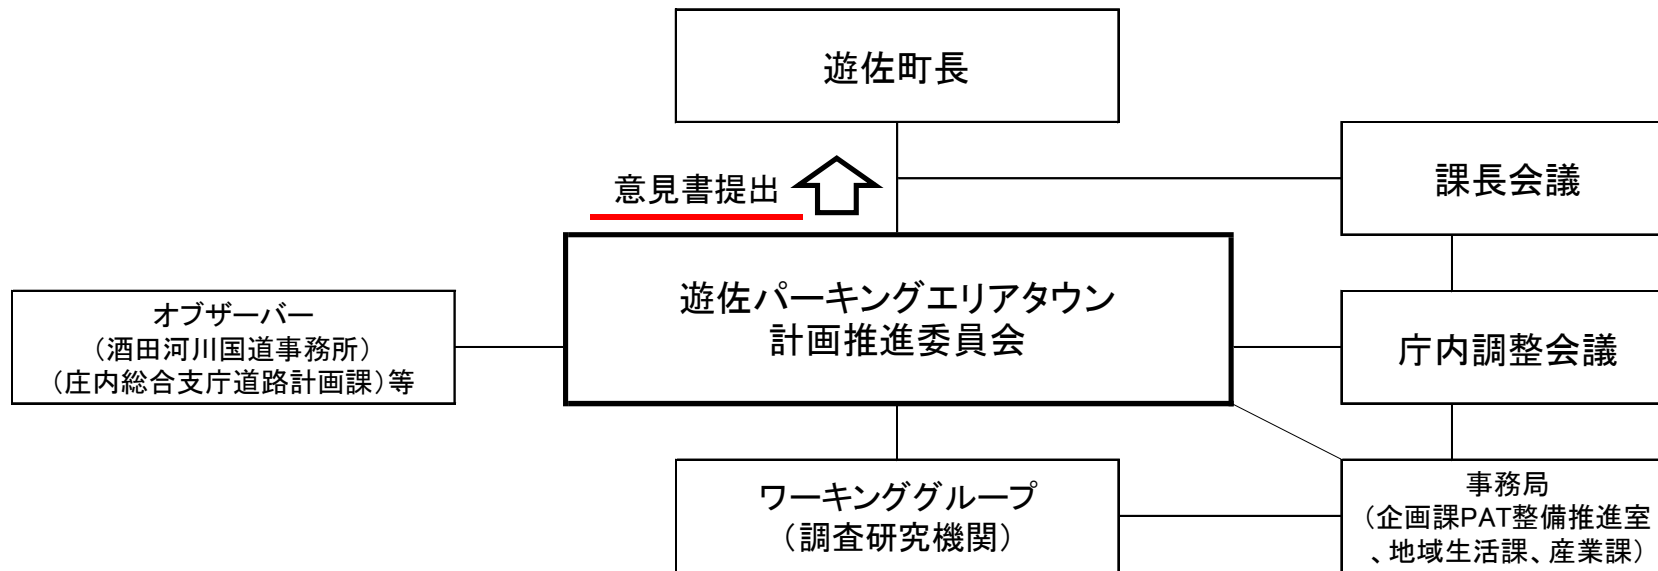 遊佐町長
意見書提出
課長会議
遊佐パーキングエリアタウン
計画推進委員会
オブザーバー
（酒田河川国道事務所）
（庄内総合支庁道路計画課）等
庁内調整会議
ワーキンググループ
（調査研究機関）
事務局
（企画課PAT整備推進室
、地域生活課、産業課）